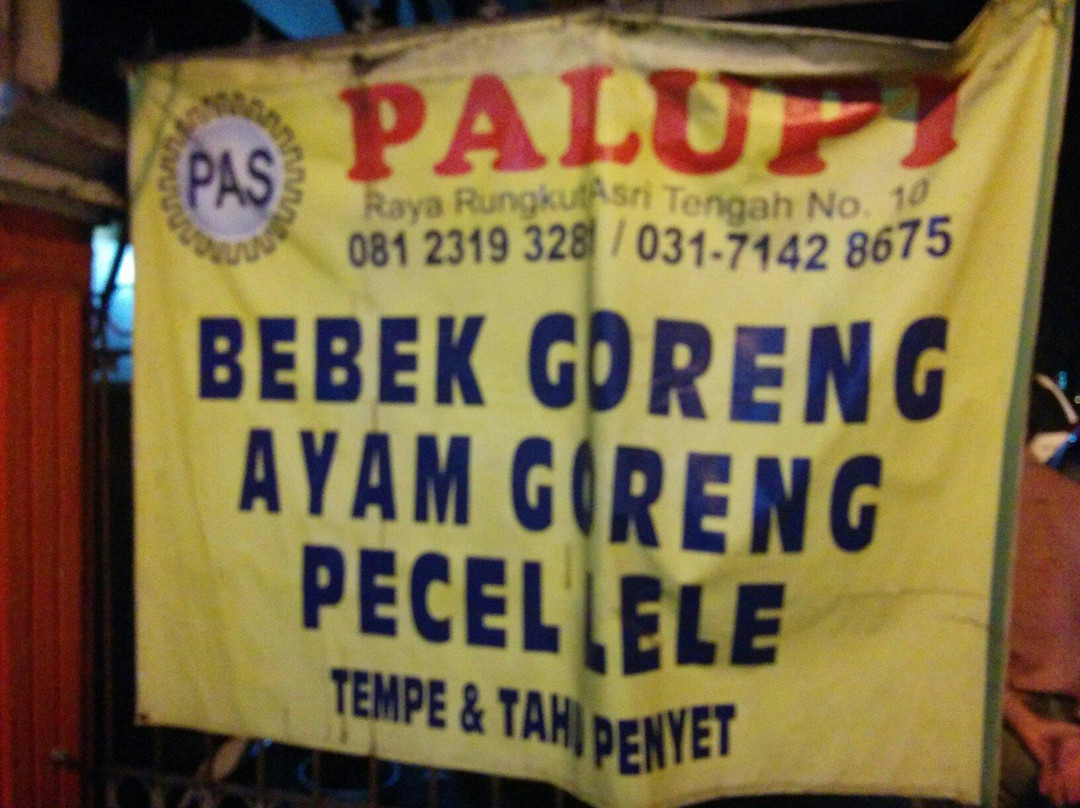 PAS
PALUPI
Raya Rungkut Asri Tengah No. 10
081 2319 3281 / 031-7142 8675
BEBEK GORENG
AYAM GORENG
PECEL LELE
TEMPE & TAHU PENYET